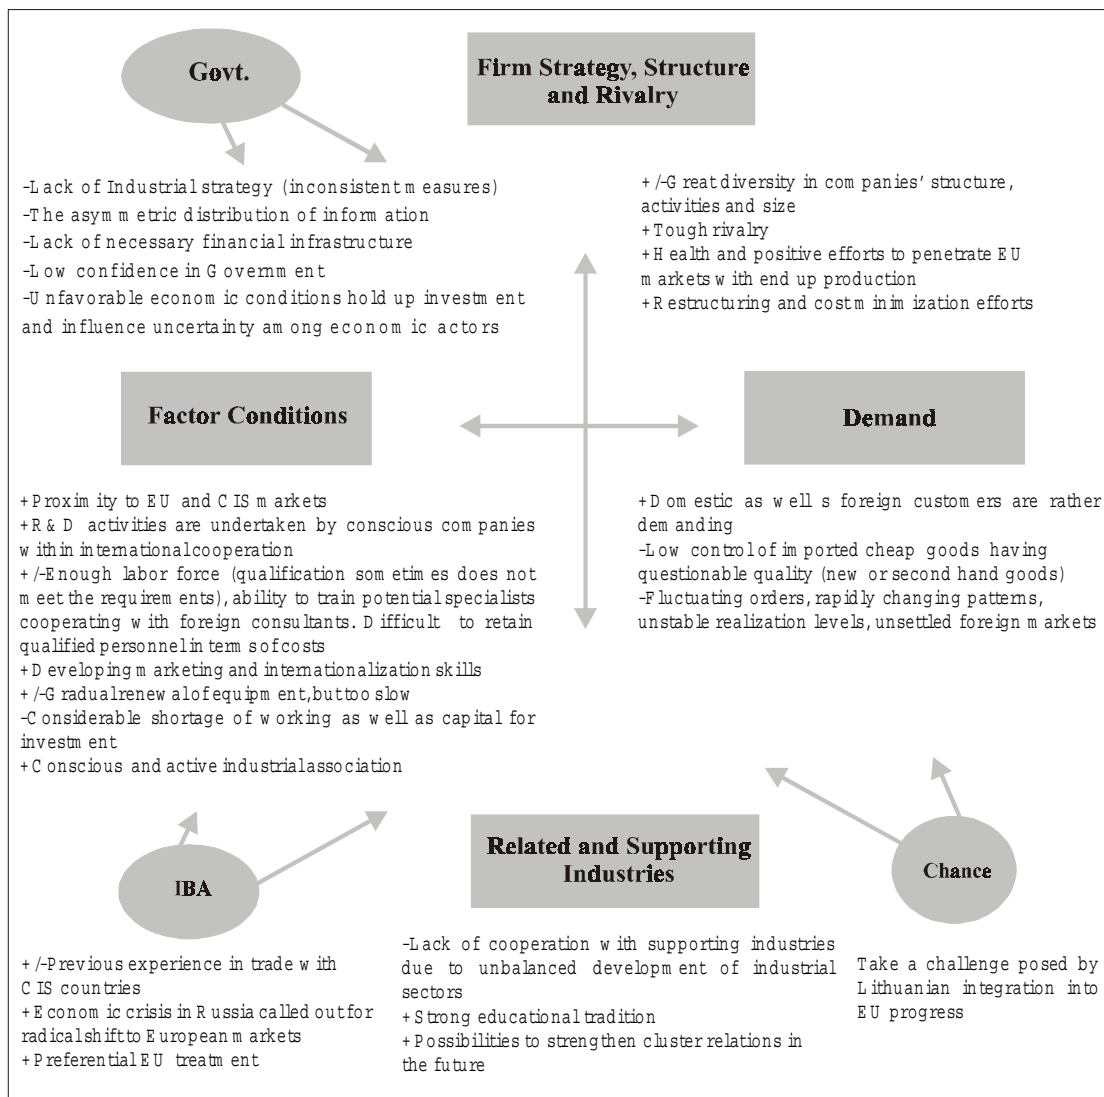 Govt.
Firm Strategy, Structure
and Rivalry
-Lack of Industrial strategy (inconsistent measures)
-The asymmetric distribution of information
-Lack of necessary financial infrastructure
-Low confidence in Government
-Unfavorable economic conditions hold up investment
and influence uncertainty among economic actors
+/-Great diversity in companies' structure,
activities and size
+Tough rivalry
+Health and positive efforts to penetrate EU
markets with end up production
+Restructuring and cost minimization efforts
Factor Conditions
Demand
+Proximity to EU and CIS markets
+R & D activities are undertaken by conscious companies
within international cooperation
+/-Enough labor force (qualification sometimes does not
meet the requirements), ability to train potential specialists
cooperating with foreign consultants. Difficult to retain
qualified personnel in terms of costs
+Developing marketing and internationalization skills
+/-Gradual renewal of equipment, but too slow
-Considerable shortage of working as well as capital for
investment
+Conscious and active industrial association
+Domestic as well s foreign customers are rather
demanding
-Low control of imported cheap goods having
questionable quality (new or second hand goods)
-Fluctuating orders, rapidly changing patterns,
unstable realization levels, unsettled foreign markets
IBA
Related and Supporting
Industries
Chance
+/-Previous experience in trade with
CIS countries
+Economic crisis in Russia called out for
radical shift to European markets
+Preferential EU treatment
-Lack of cooperation with supporting industries
due to unbalanced development of industrial
sectors
+Strong educational tradition
+Possibilities to strengthen cluster relations in
the future
Take a challenge posed by
Lithuanian integration into
EU progress